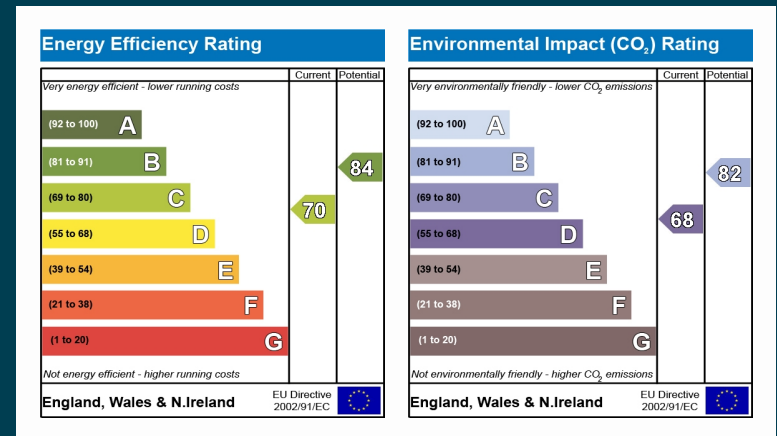 Energy Efficiency Rating
Current Potential
Very energy efficient - lower running costs
(92 to 100) A
(81 to 91) B
84
(69 to 80) C
70
(55 to 68) D
(39 to 54) E
(21 to 38) F
(1 to 20) G
Not energy efficient - higher running costs
England, Wales & N.Ireland
EU Directive
2002/91/EC
Environmental Impact (CO₂) Rating
Current Potential
Very environmentally friendly - lower CO₂ emissions
(92 to 100) A
(81 to 91) B
82
(69 to 80) C
68
(55 to 68) D
(39 to 54) E
(21 to 38) F
(1 to 20) G
Not environmentally friendly - higher CO₂ emissions
England, Wales & N.Ireland
EU Directive
2002/91/EC